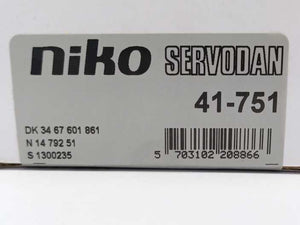 niko SERVODAN
41-751
DK 34 67 601 861
N 14 792 51
S 1300235
5 703102 208866